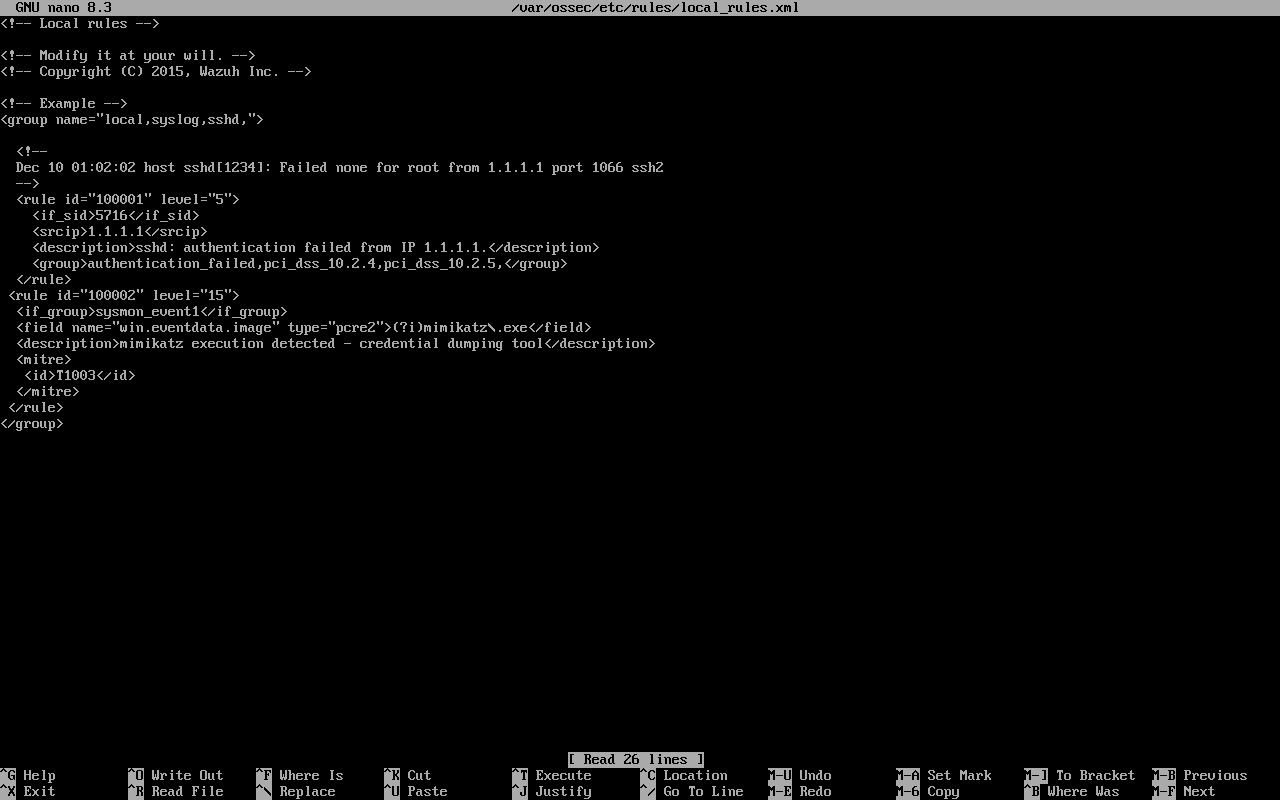 GNU nano 8.3 /var/ossec/etc/rules/local_rules.xml
<!-- Local rules -->
<!-- Modify it at your will. -->
<!-- Copyright (C) 2015, Wazuh Inc. -->
<!-- Example -->
<group name="local,syslog,sshd,">
<!--
Dec 10 01:02:02 host sshd[1234]: Failed none for root from 1.1.1.1 port 1066 ssh2
-->
<rule id="100001" level="5">
<if_sid>5716</if_sid>
<srcip>1.1.1.1</srcip>
<description>sshd: authentication failed from IP 1.1.1.1.</description>
<group>authentication_failed,pci_dss_10.2.4,pci_dss_10.2.5,</group>
</rule>
<rule id="100002" level="15">
<if_group>sysmon_event1</if_group>
<field name="win.eventdata.image" type="pcre2">(?i)mimikatz\.exe</field>
<description>mimikatz execution detected - credential dumping tool</description>
<mitre>
<id>T1003</id>
</mitre>
</rule>
</group>
[ Read 26 lines ]
^G Help ^O Write Out ^F Where Is ^K Cut ^T Execute ^C Location M-U Undo M-A Set Mark M-] To Bracket M-B Previous
^X Exit ^R Read File ^\ Replace ^U Paste ^J Justify ^/ Go To Line M-E Redo M-6 Copy ^B Where Was M-F Next